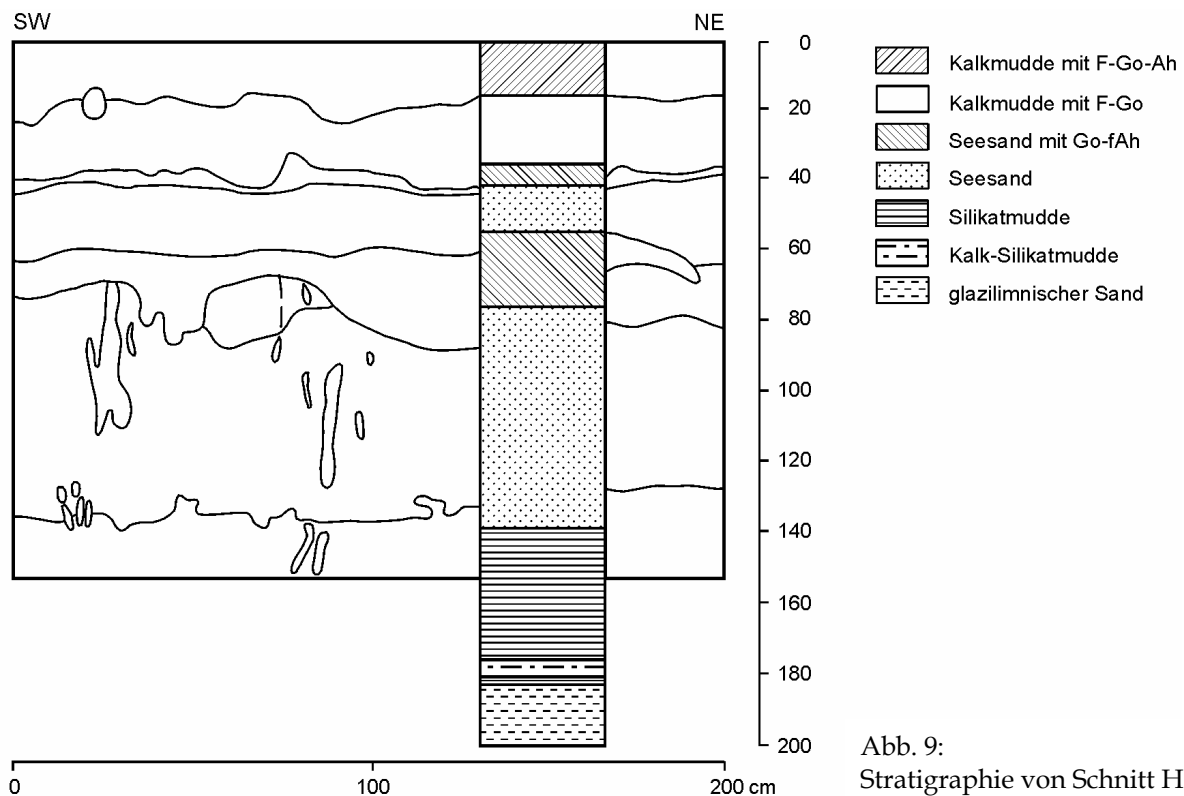 SW
NE
0
20
40
60
80
100
120
140
160
180
200
0
100
200 cm
Kalkmudde mit F-Go-Ah
Kalkmudde mit F-Go
Seesand mit Go-fAh
Seesand
Silikatmudde
Kalk-Silikatmudde
glazilimnischer Sand
Abb. 9:
Stratigraphie von Schnitt H